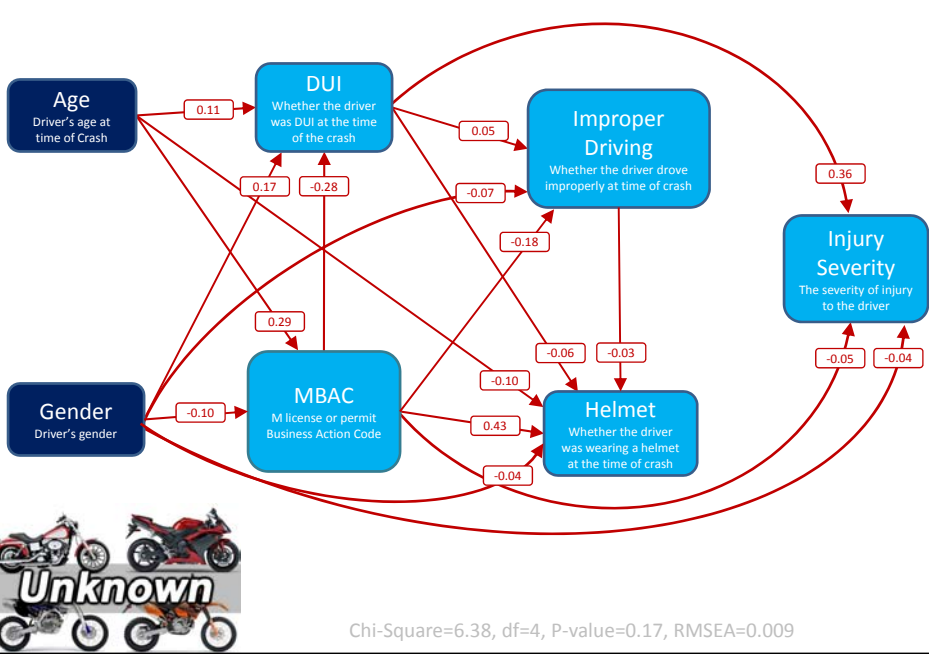 Age
Driver's age at
time of Crash
DUI
Whether the driver
was DUI at the time
of the crash
Improper
Driving
Whether the driver drove
improperly at time of crash
Injury
Severity
The severity of injury
to the driver
Gender
Driver's gender
MBAC
M license or permit
Business Action Code
Helmet
Whether the driver
was wearing a helmet
at the time of crash
0.11
0.05
0.36
0.17
-0.28
-0.07
-0.18
0.29
-0.06
-0.03
-0.05
-0.04
-0.10
-0.10
0.43
-0.04
Unknown
Chi-Square=6.38, df=4, P-value=0.17, RMSEA=0.009